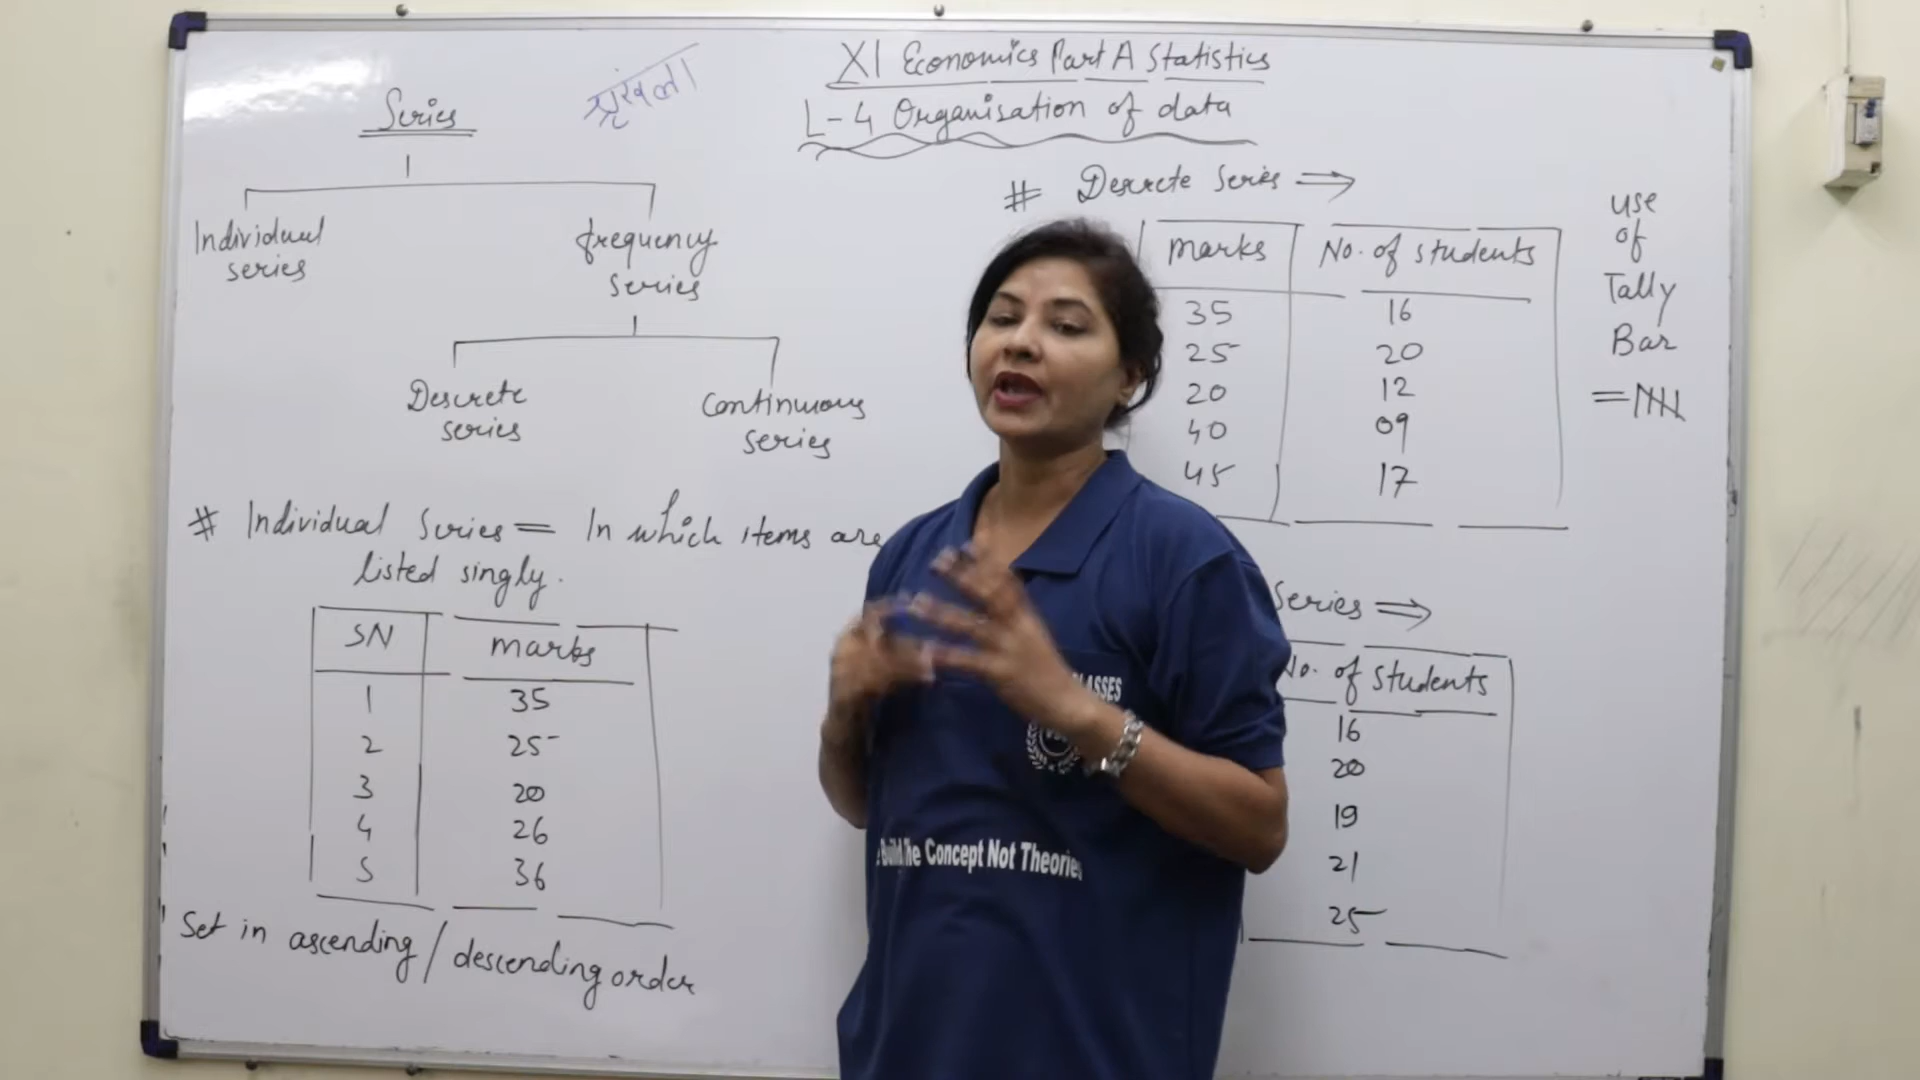 XI Economics Part A Statistics
L-4 Organisation of data
श्रृंखला
Series
Individual
series
frequency
series
Descrete
series
Continuous
series
# Individual Series = In which items are
listed singly.
SN marks
1 35
2 25
3 20
4 26
5 36
Set in ascending / descending order
# Descrete Series ⇒
marks No. of students
35 16
25 20
20 12
40 09
45 17
use
of
Tally
Bar
= 𝍸
Series ⇒
No. of students
16
20
19
21
25
Build The Concept Not Theories